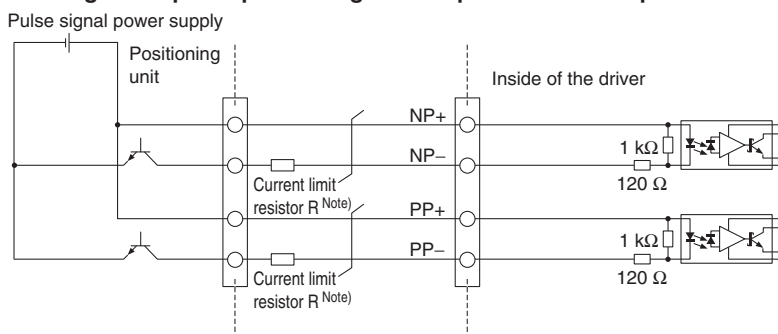 Pulse signal power supply
Positioning
unit
Inside of the driver
NP+
1 kΩ
NP−
120 Ω
Current limit
resistor R Note)
PP+
1 kΩ
PP−
120 Ω
Current limit
resistor R Note)